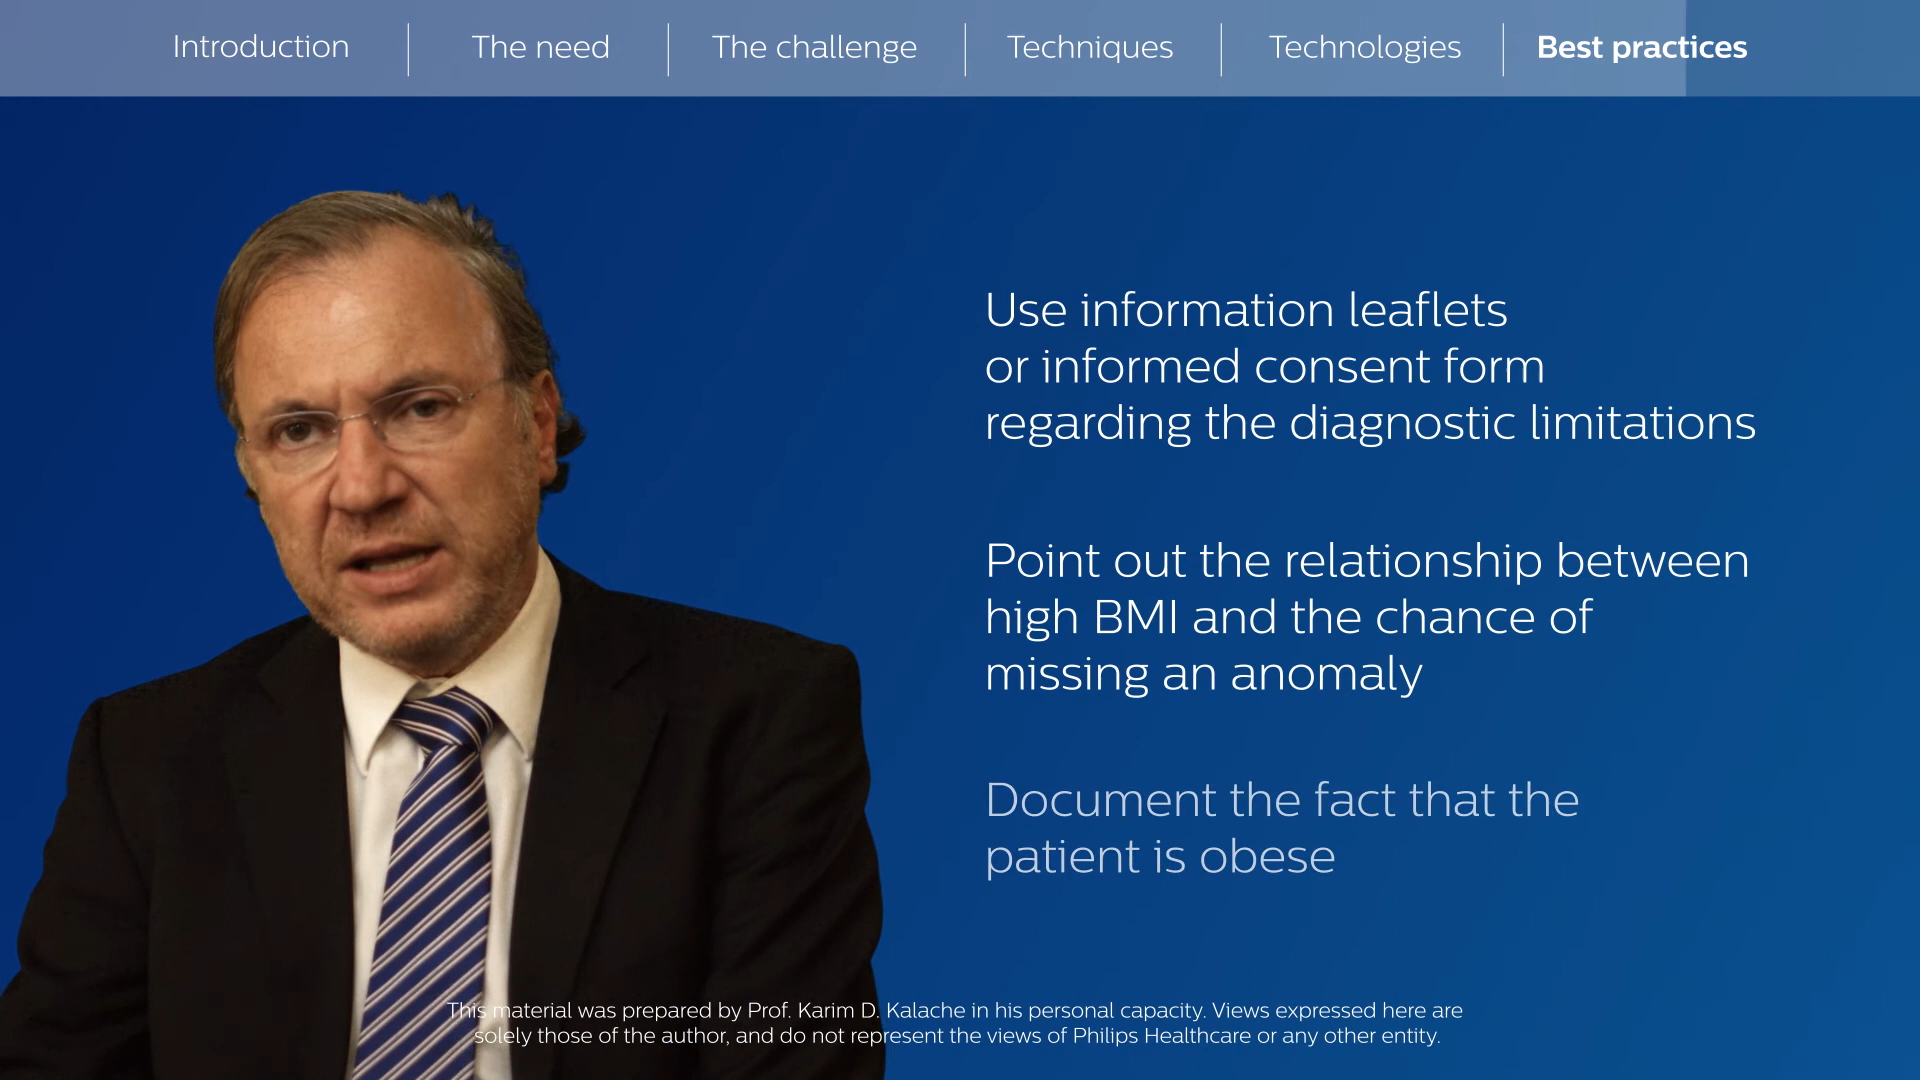 Introduction
The need
The challenge
Techniques
Technologies
Best practices
Use information leaflets
or informed consent form
regarding the diagnostic limitations
Point out the relationship between
high BMI and the chance of
missing an anomaly
Document the fact that the
patient is obese
This material was prepared by Prof. Karim D. Kalache in his personal capacity. Views expressed here are
solely those of the author, and do not represent the views of Philips Healthcare or any other entity.